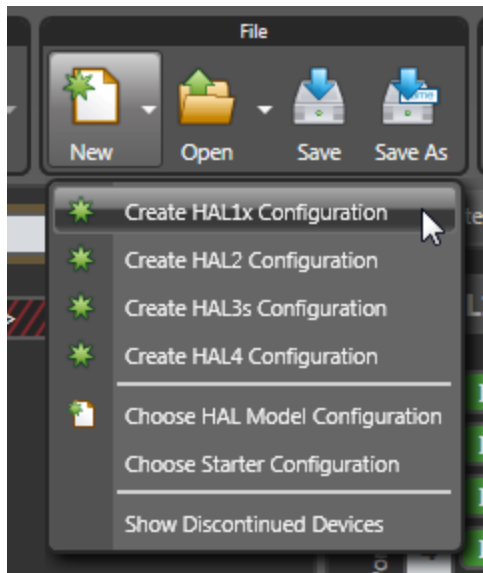 File
New
Open
Save
Save As
Create HAL1x Configuration
Create HAL2 Configuration
Create HAL3s Configuration
Create HAL4 Configuration
Choose HAL Model Configuration
Choose Starter Configuration
Show Discontinued Devices